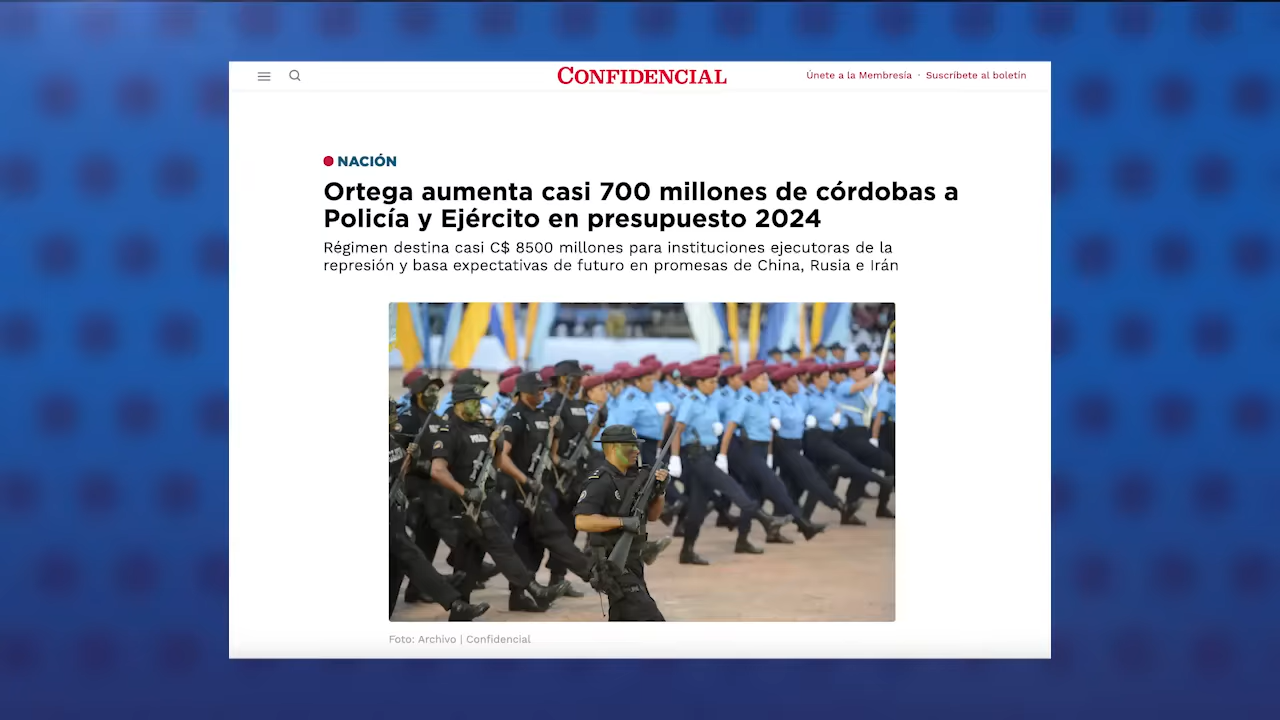 CONFIDENCIAL
Únete a la Membresía · Suscríbete al boletín
NACIÓN
Ortega aumenta casi 700 millones de córdobas a
Policía y Ejército en presupuesto 2024
Régimen destina casi C$ 8500 millones para instituciones ejecutoras de la
represión y basa expectativas de futuro en promesas de China, Rusia e Irán
Foto: Archivo | Confidencial